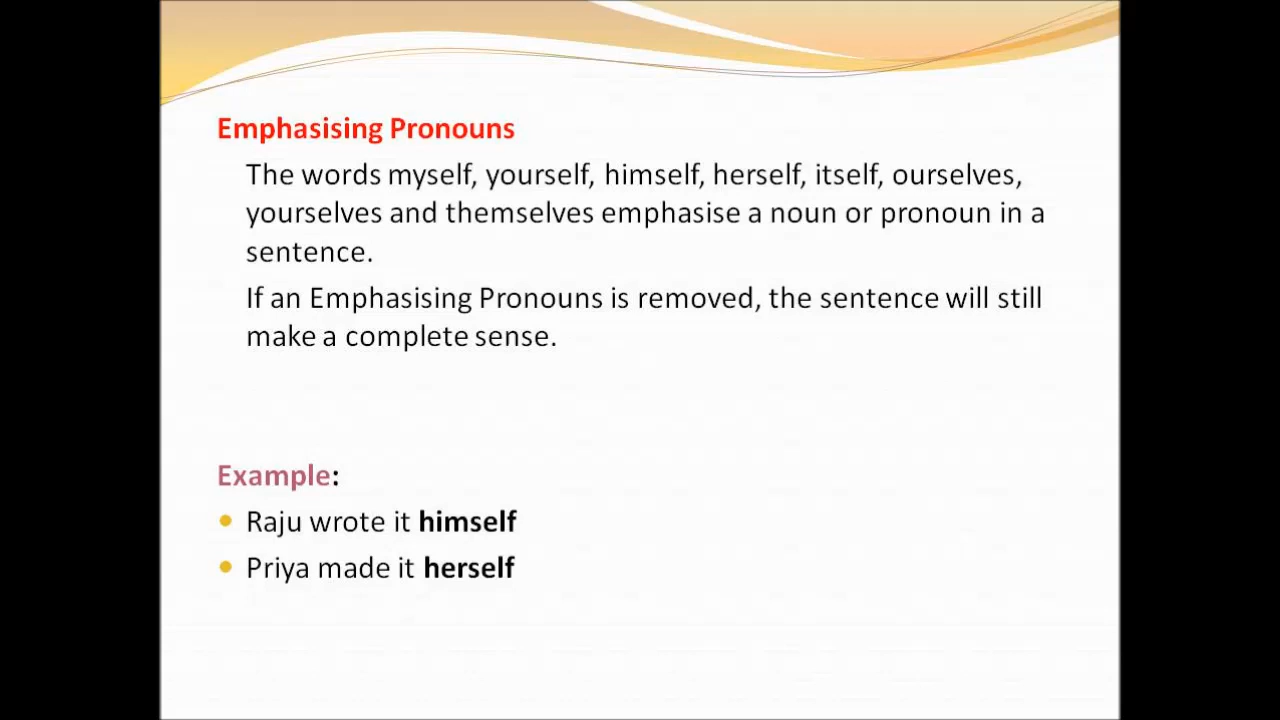 Emphasising Pronouns
The words myself, yourself, himself, herself, itself, ourselves,
yourselves and themselves emphasise a noun or pronoun in a
sentence.
If an Emphasising Pronouns is removed, the sentence will still
make a complete sense.
Example:
Raju wrote it himself
Priya made it herself